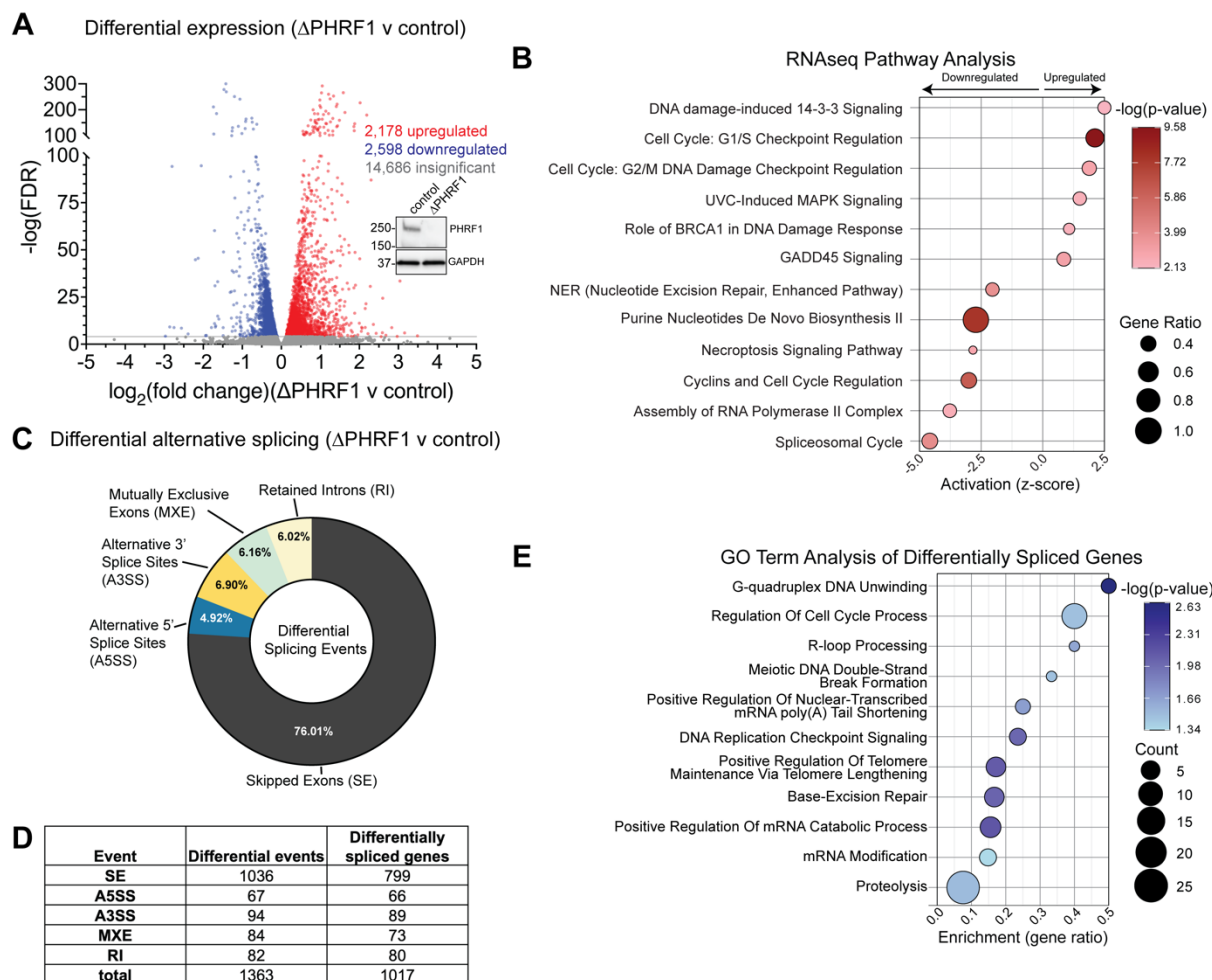 A Differential expression (ΔPHRF1 v control)
-log(FDR)
300
200
100
100
75
50
25
0
2,178 upregulated
2,598 downregulated
14,686 insignificant
control
ΔPHRF1
250
150
PHRF1
37
GAPDH
-5 -4 -3 -2 -1 0 1 2 3 4 5
log2(fold change)(ΔPHRF1 v control)
B RNAseq Pathway Analysis
Downregulated Upregulated
DNA damage-induced 14-3-3 Signaling
Cell Cycle: G1/S Checkpoint Regulation
Cell Cycle: G2/M DNA Damage Checkpoint Regulation
UVC-Induced MAPK Signaling
Role of BRCA1 in DNA Damage Response
GADD45 Signaling
NER (Nucleotide Excision Repair, Enhanced Pathway)
Purine Nucleotides De Novo Biosynthesis II
Necroptosis Signaling Pathway
Cyclins and Cell Cycle Regulation
Assembly of RNA Polymerase II Complex
Spliceosomal Cycle
-5.0 -2.5 0.0 2.5
Activation (z-score)
-log(p-value)
9.58
7.72
5.86
3.99
2.13
Gene Ratio
0.4
0.6
0.8
1.0
C Differential alternative splicing (ΔPHRF1 v control)
Retained Introns (RI)
Mutually Exclusive
Exons (MXE)
Alternative 3'
Splice Sites
(A3SS)
Alternative 5'
Splice Sites
(A5SS)
6.02%
6.16%
6.90%
4.92%
Differential
Splicing Events
76.01%
Skipped Exons (SE)
D
Event Differential events Differentially spliced genes
SE 1036 799
A5SS 67 66
A3SS 94 89
MXE 84 73
RI 82 80
total 1363 1017
E GO Term Analysis of Differentially Spliced Genes
G-quadruplex DNA Unwinding
Regulation Of Cell Cycle Process
R-loop Processing
Meiotic DNA Double-Strand
Break Formation
Positive Regulation Of Nuclear-Transcribed
mRNA poly(A) Tail Shortening
DNA Replication Checkpoint Signaling
Positive Regulation Of Telomere
Maintenance Via Telomere Lengthening
Base-Excision Repair
Positive Regulation Of mRNA Catabolic Process
mRNA Modification
Proteolysis
0.0 0.1 0.2 0.3 0.4 0.5
Enrichment (gene ratio)
-log(p-value)
2.63
2.31
1.98
1.66
1.34
Count
5
10
15
20
25